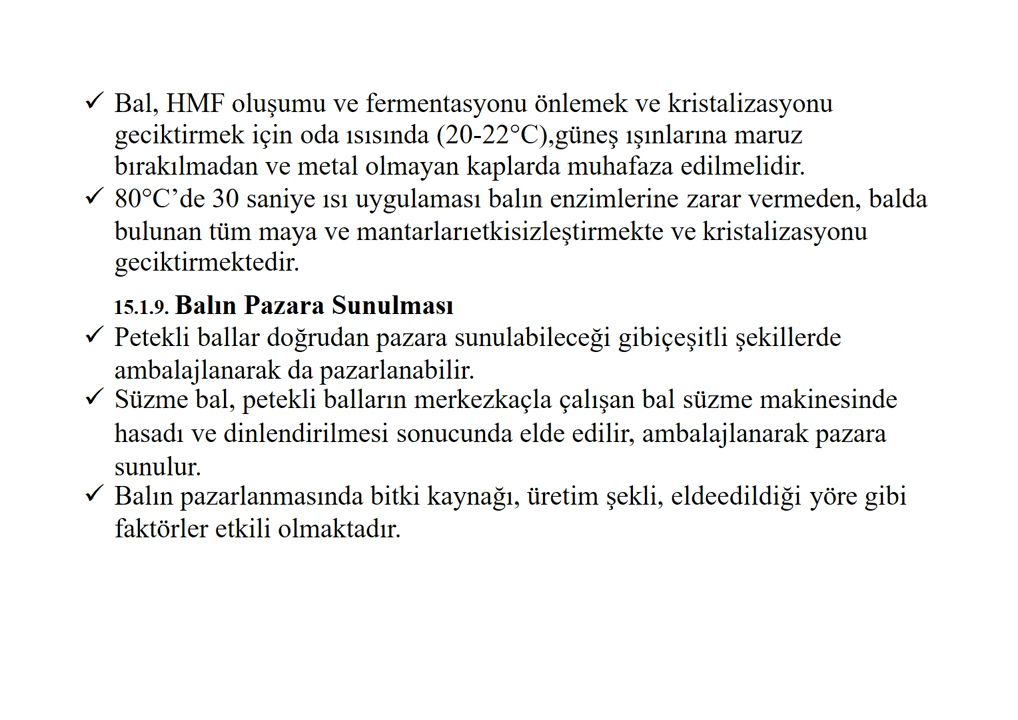 ✓ Bal, HMF oluşumu ve fermentasyonu önlemek ve kristalizasyonu
geciktirmek için oda ısısında (20-22°C),güneş ışınlarına maruz
bırakılmadan ve metal olmayan kaplarda muhafaza edilmelidir.
✓ 80°C’de 30 saniye ısı uygulaması balın enzimlerine zarar vermeden, balda
bulunan tüm maya ve mantarlarıetkisizleştirmekte ve kristalizasyonu
geciktirmektedir.
15.1.9. Balın Pazara Sunulması
✓ Petekli ballar doğrudan pazara sunulabileceği gibiçeşitli şekillerde
ambalajlanarak da pazarlanabilir.
✓ Süzme bal, petekli balların merkezkaçla çalışan bal süzme makinesinde
hasadı ve dinlendirilmesi sonucunda elde edilir, ambalajlanarak pazara
sunulur.
✓ Balın pazarlanmasında bitki kaynağı, üretim şekli, eldeedildiği yöre gibi
faktörler etkili olmaktadır.